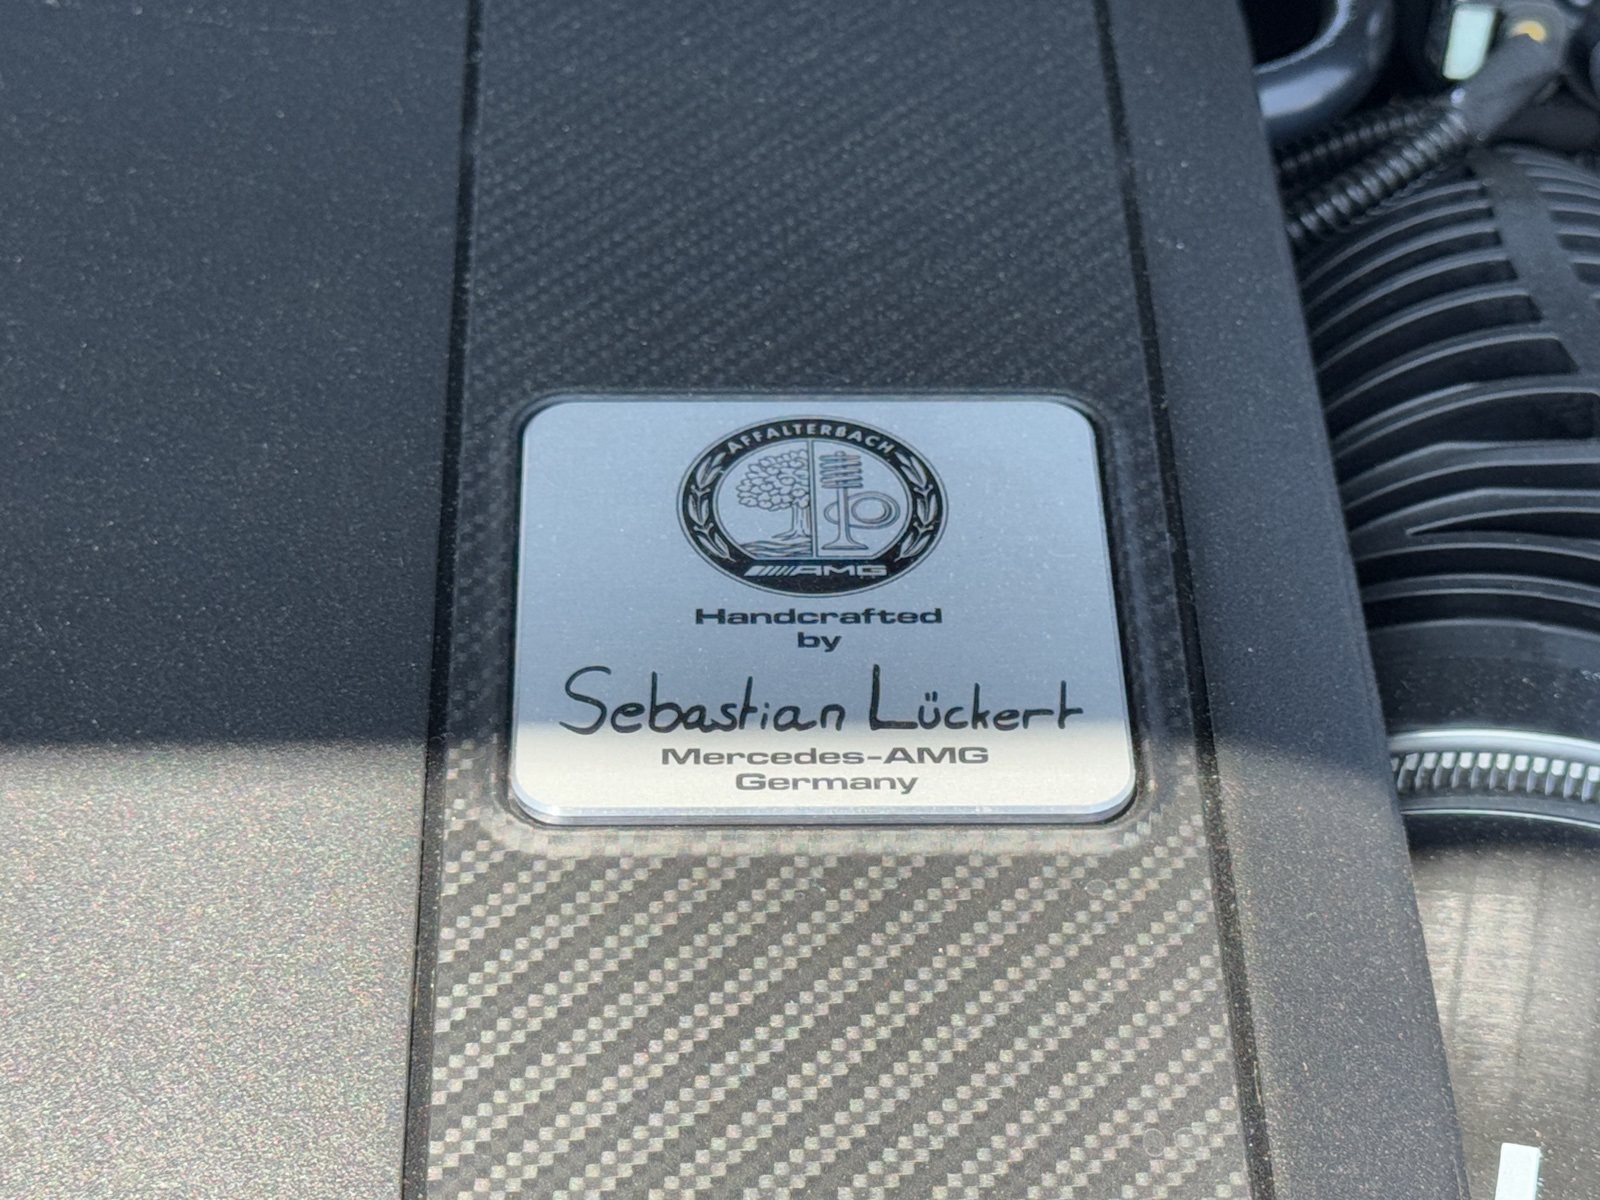 AFFALTERBACH
AMG
Handcrafted
by
Sebastian Lückert
Mercedes-AMG
Germany